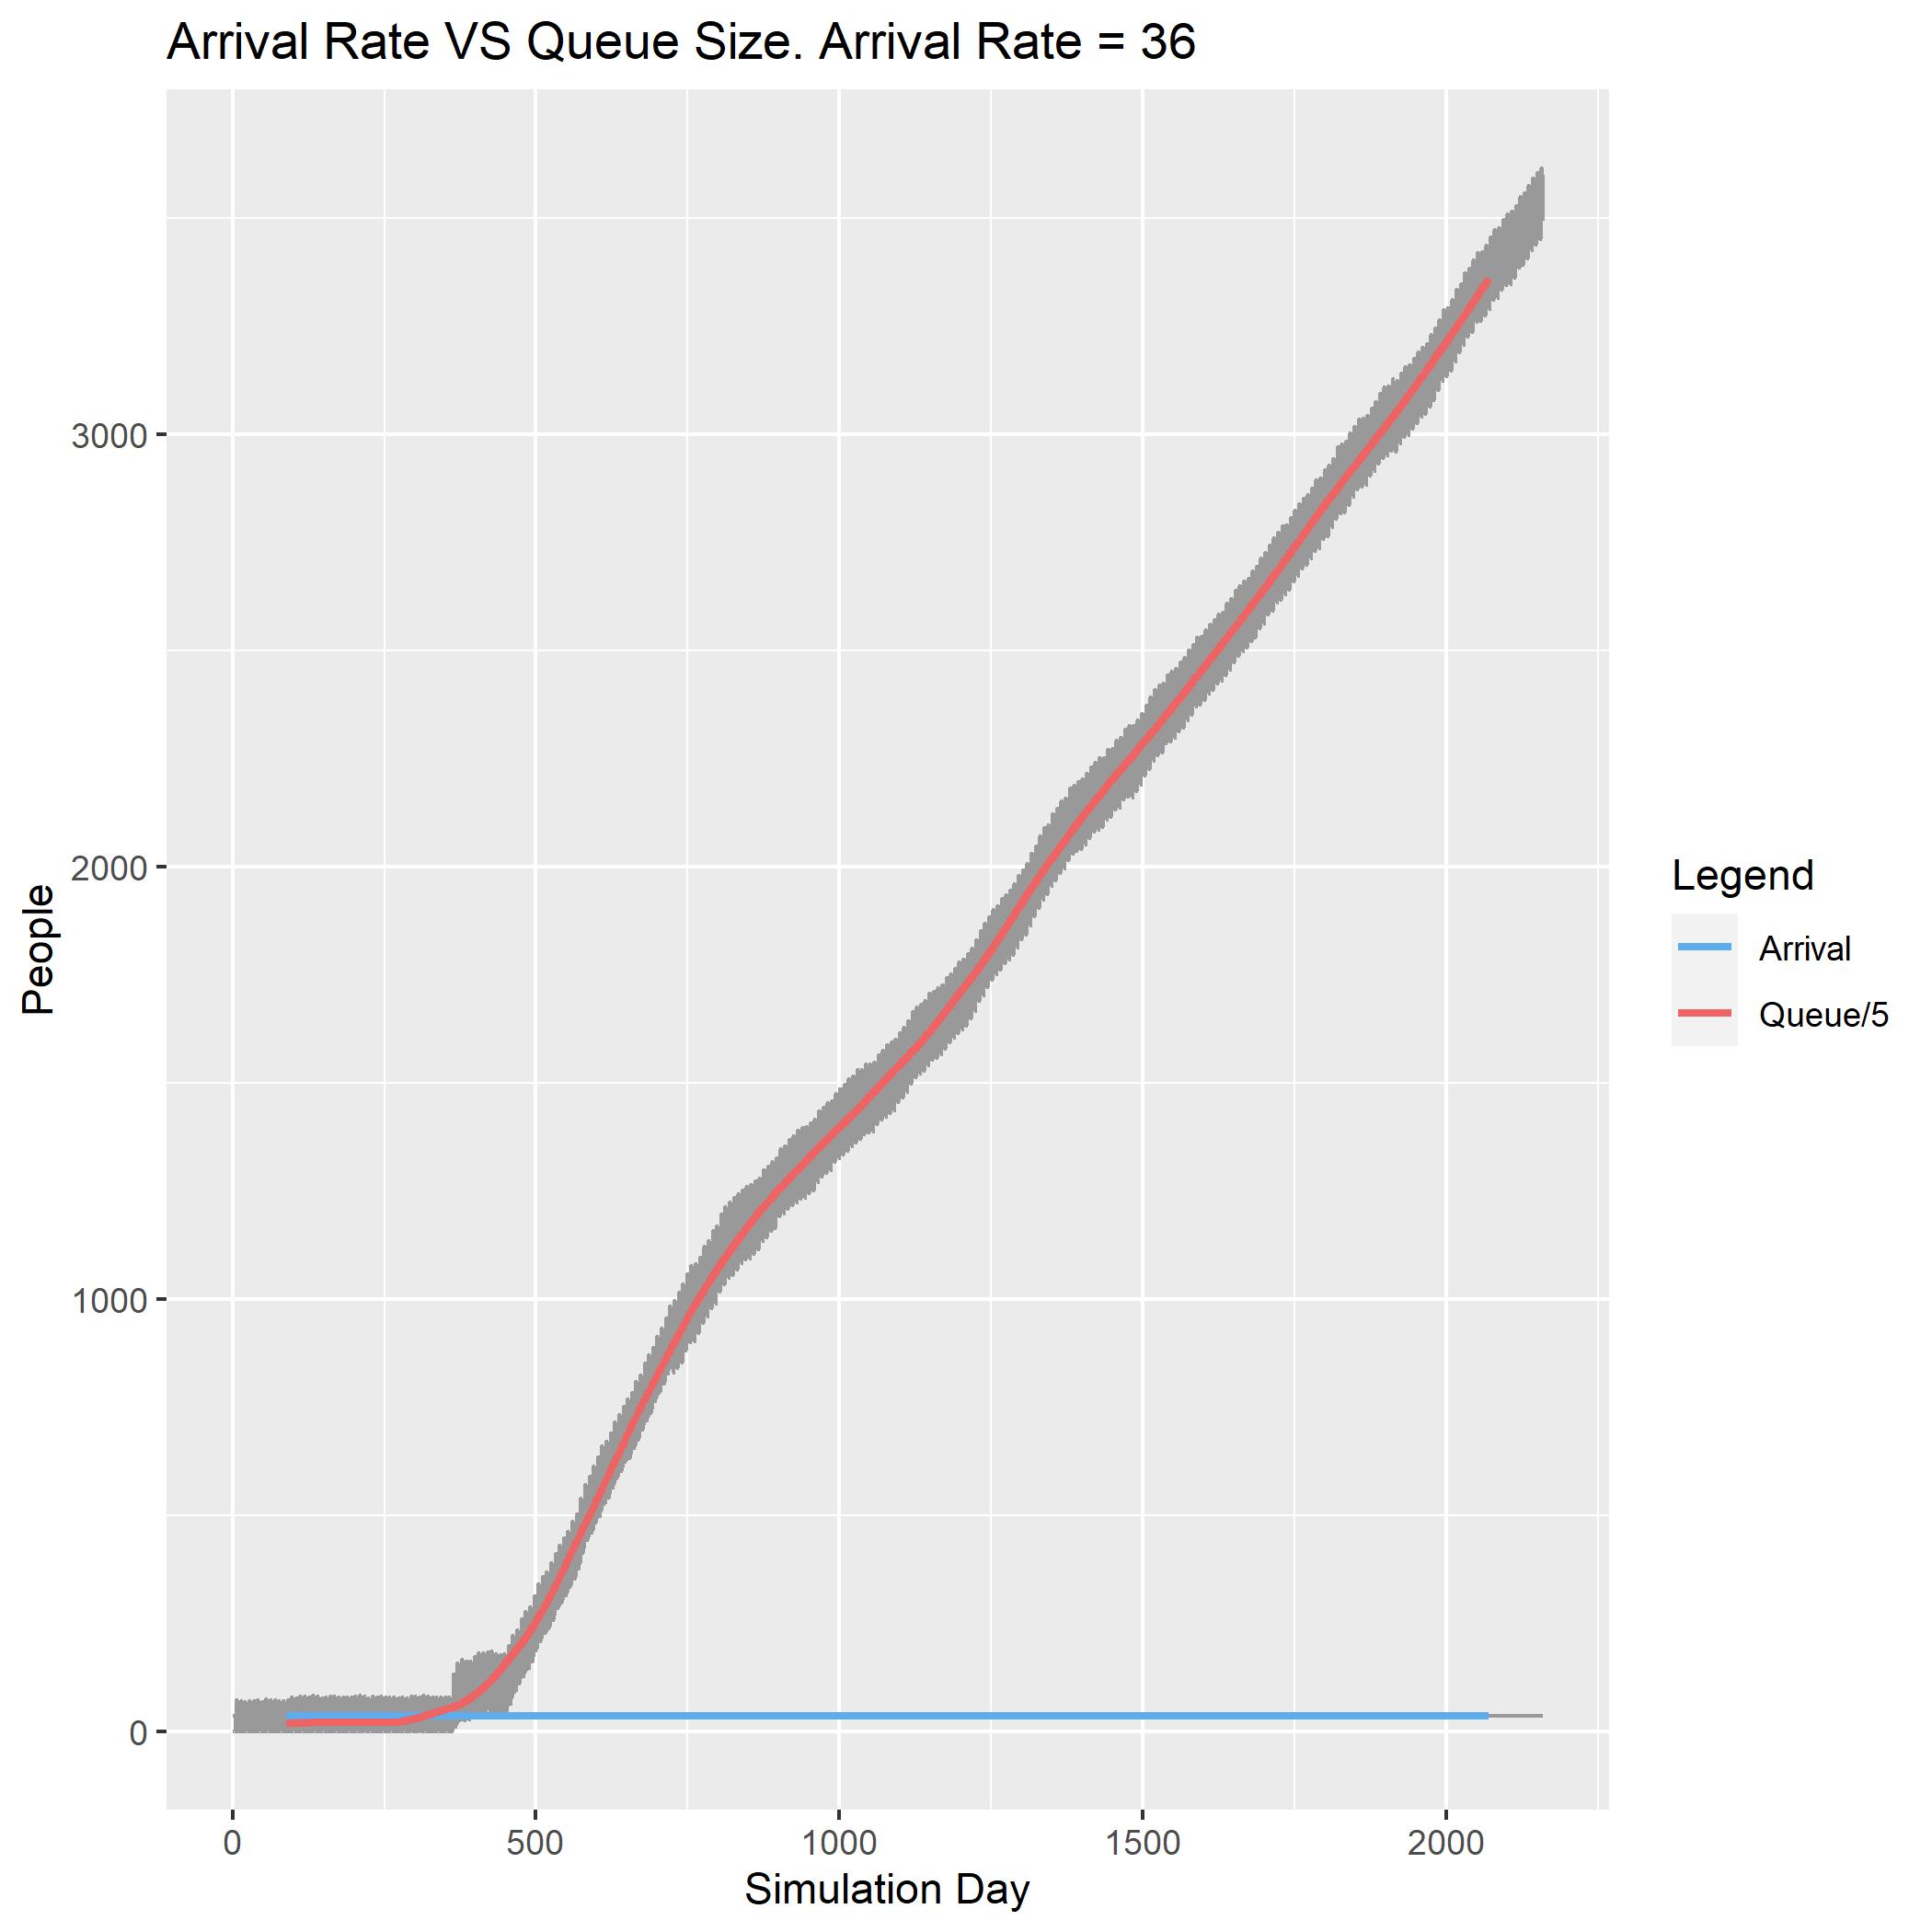 Arrival Rate VS Queue Size. Arrival Rate = 36
People
3000
2000
1000
0
0 500 1000 1500 2000
Simulation Day
Legend
Arrival
Queue/5